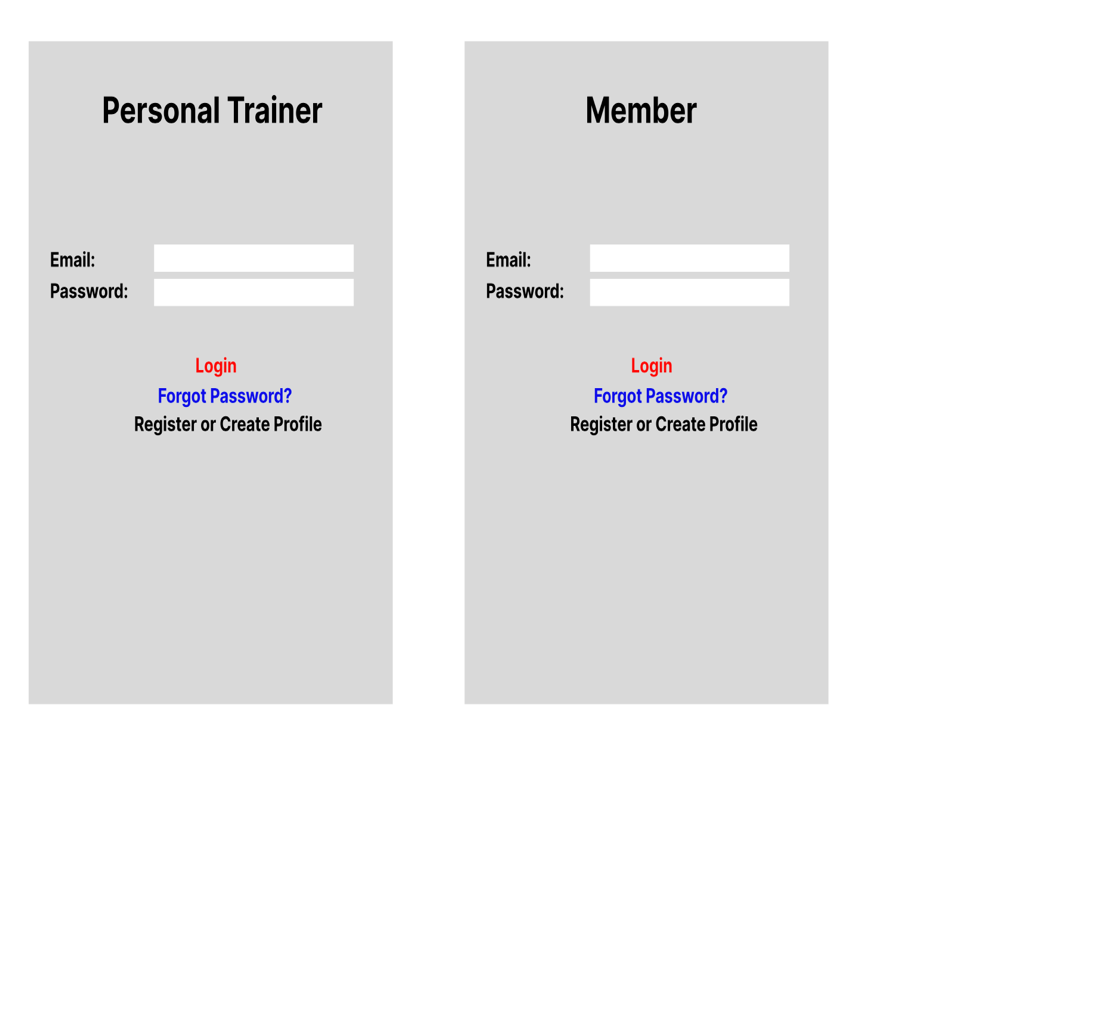 Personal Trainer
Email:
Password:
Login
Forgot Password?
Register or Create Profile
Member
Email:
Password:
Login
Forgot Password?
Register or Create Profile